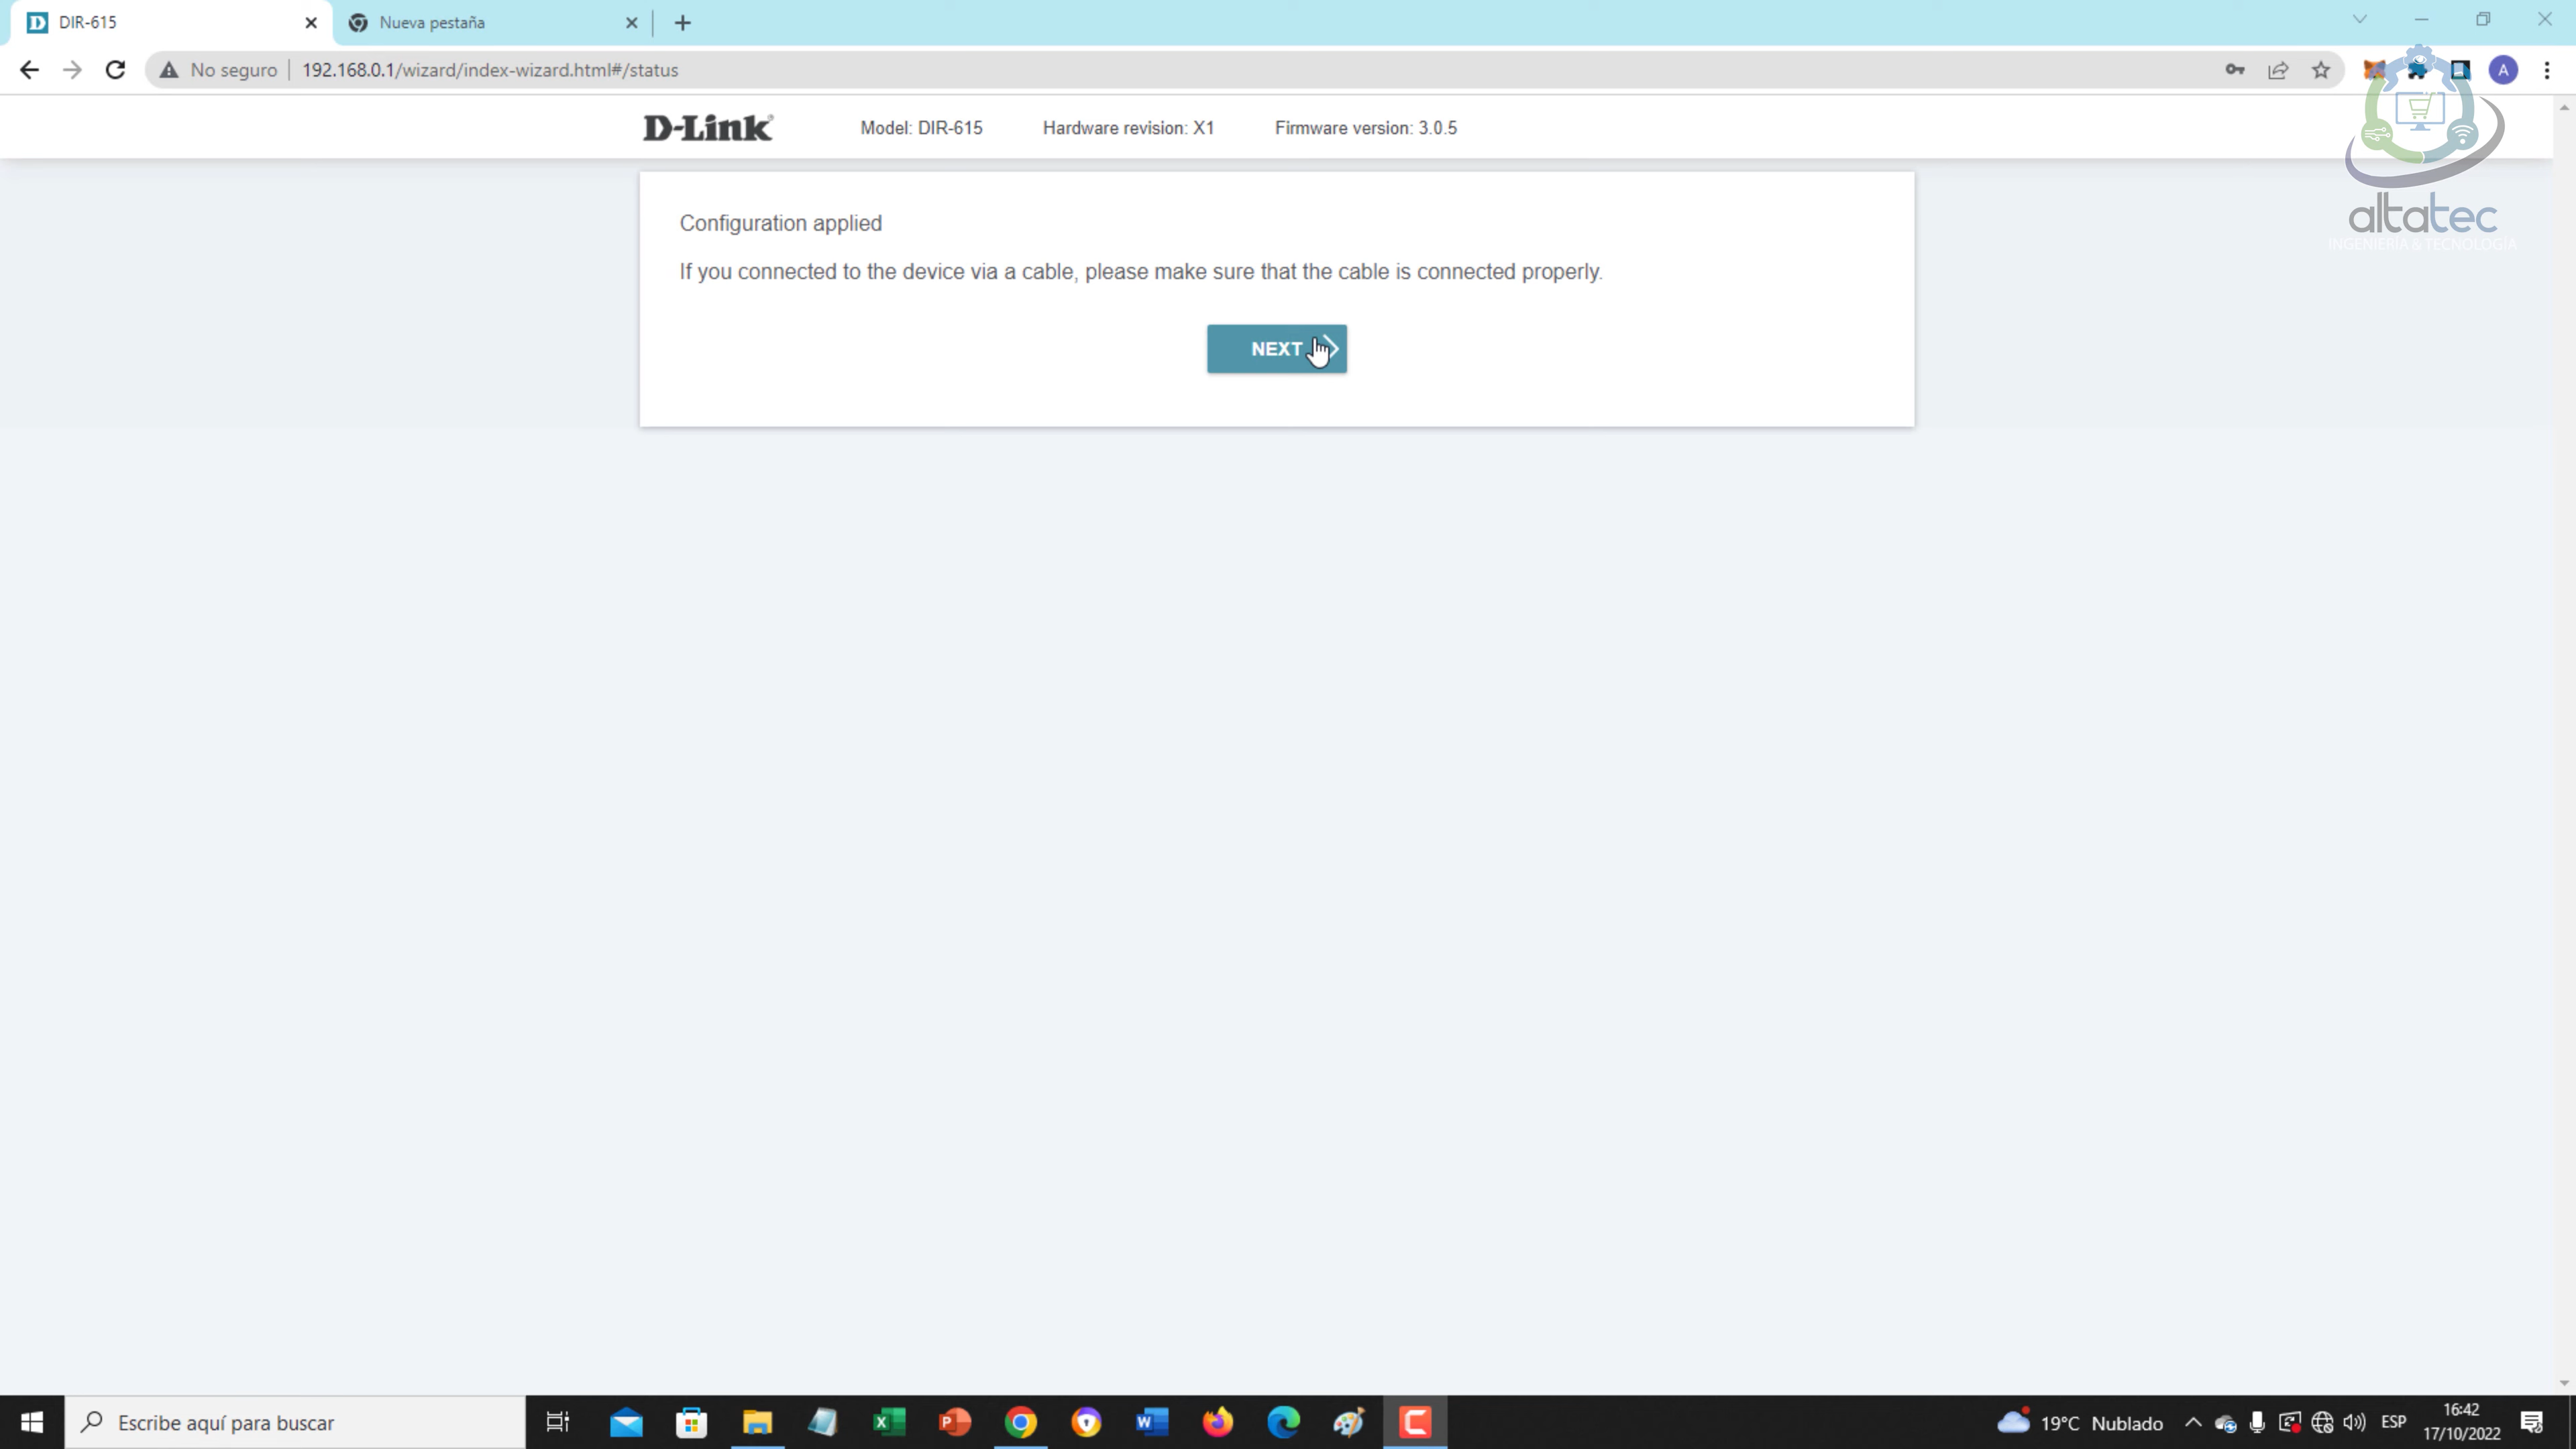 DIR-615
Nueva pestaña
No seguro
192.168.0.1/wizard/index-wizard.html#/status
A
D-Link
Model: DIR-615
Hardware revision: X1
Firmware version: 3.0.5
altatec
INGENIERÍA & TECNOLOGÍA
Configuration applied
If you connected to the device via a cable, please make sure that the cable is connected properly.
NEXT
Escribe aquí para buscar
19°C Nublado
ESP
16:42
17/10/2022